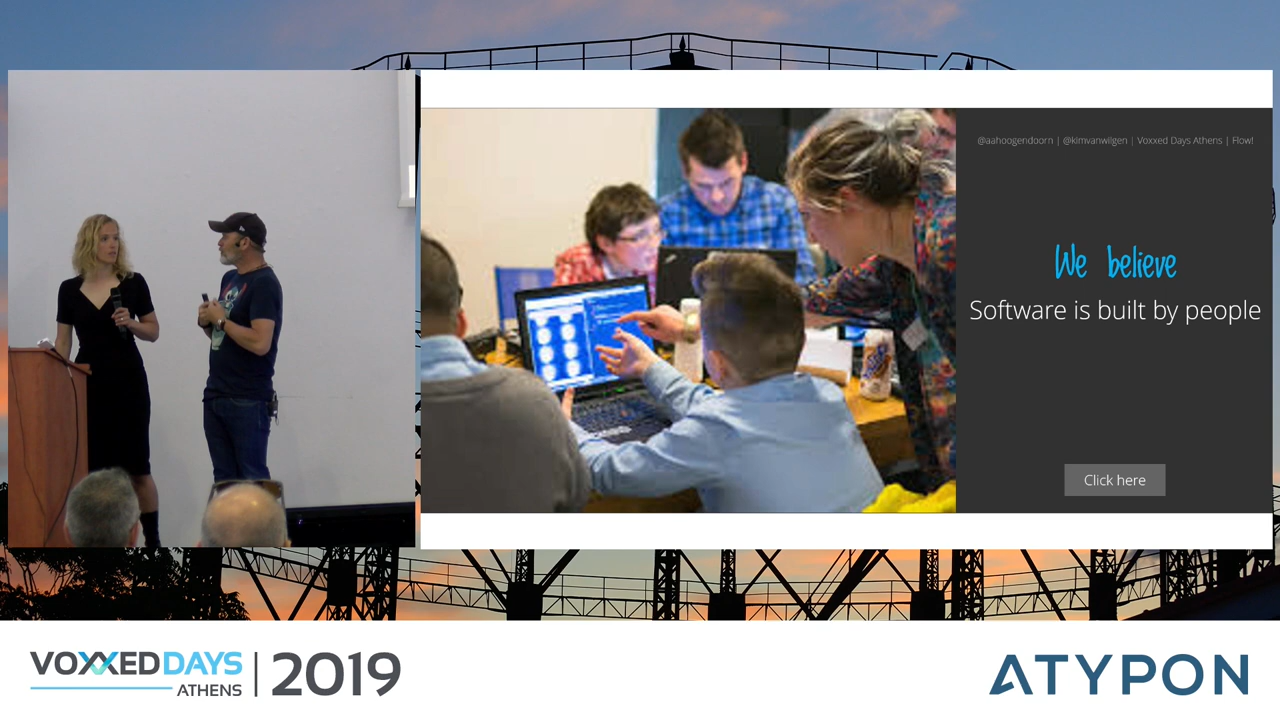 @aahoogendoorn | @kimvanwilgen | Voxxed Days Athens | Flow!
We believe
Software is built by people
Click here
VOXXED DAYS | 2019
ATHENS
ATYPON